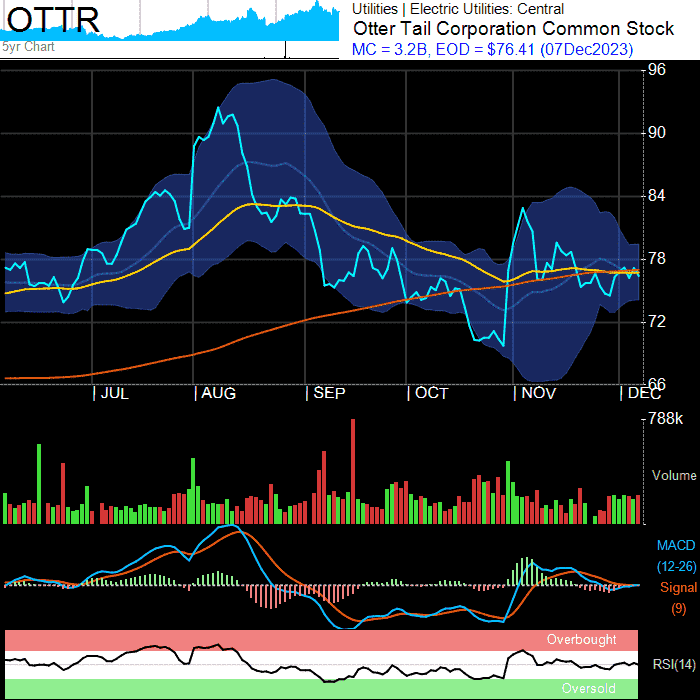 OTTR
5yr Chart
Utilities | Electric Utilities: Central
Otter Tail Corporation Common Stock
MC = 3.2B, EOD = $76.41 (07Dec2023)
96
90
84
78
72
66
| JUL | AUG | SEP | OCT | NOV | DEC
788k
Volume
MACD
(12-26)
Signal
(9)
Overbought
RSI(14)
Oversold